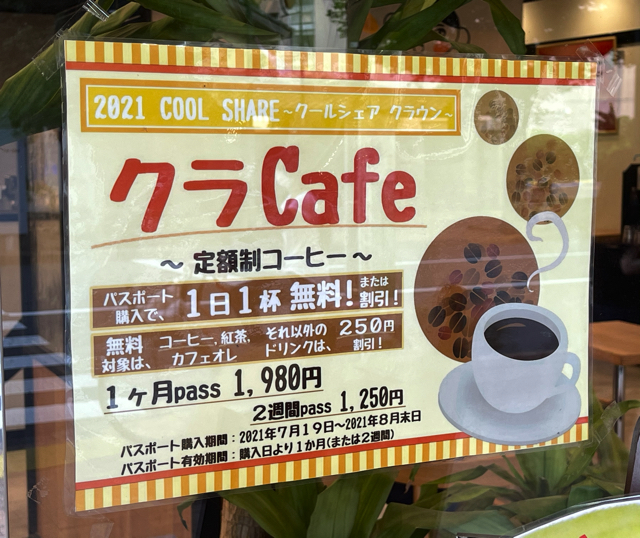 2021 COOL SHARE ~クールシェア クラウン~
クラCafe
~ 定額制コーヒー ~
パスポート購入で、 1日1杯 無料! または割引!
無料対象は、 コーヒー, 紅茶, カフェオレ それ以外のドリンクは、 250円割引!
1ヶ月pass 1,980円
2週間pass 1,250円
パスポート購入期間：2021年7月19日~2021年8月末日
パスポート有効期間：購入日より1か月(または2週間)